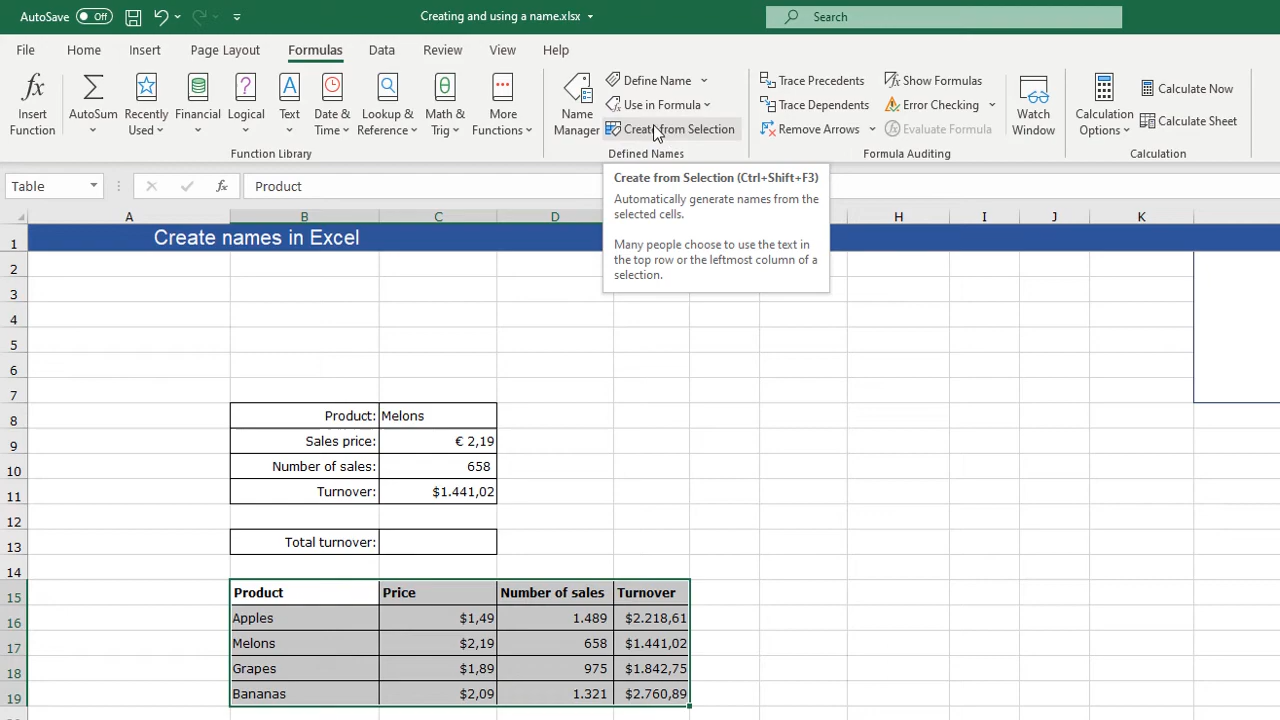 AutoSave Off Creating and using a name.xlsx Search
File Home Insert Page Layout Formulas Data Review View Help
Insert Function
AutoSum
Recently Used
Financial
Logical
Text
Date & Time
Lookup & Reference
Math & Trig
More Functions
Function Library
Name Manager
Define Name
Use in Formula
Create from Selection
Defined Names
Trace Precedents
Trace Dependents
Remove Arrows
Show Formulas
Error Checking
Evaluate Formula
Formula Auditing
Watch Window
Calculation Options
Calculate Now
Calculate Sheet
Calculation
Table fx Product
Create from Selection (Ctrl+Shift+F3)
Automatically generate names from the
selected cells.
Many people choose to use the text in
the top row or the leftmost column of a
selection.
A B C D H I J K
1 Create names in Excel
2
3
4
5
6
7
8 Product: Melons
9 Sales price: € 2,19
10 Number of sales: 658
11 Turnover: $1.441,02
12
13 Total turnover:
14
15 Product Price Number of sales Turnover
16 Apples $1,49 1.489 $2.218,61
17 Melons $2,19 658 $1.441,02
18 Grapes $1,89 975 $1.842,75
19 Bananas $2,09 1.321 $2.760,89